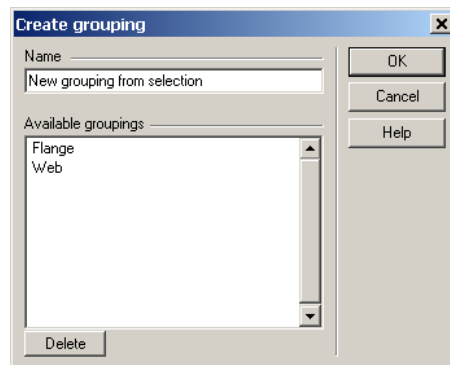 Create grouping
Name
New grouping from selection
Available groupings
Flange
Web
Delete
OK
Cancel
Help